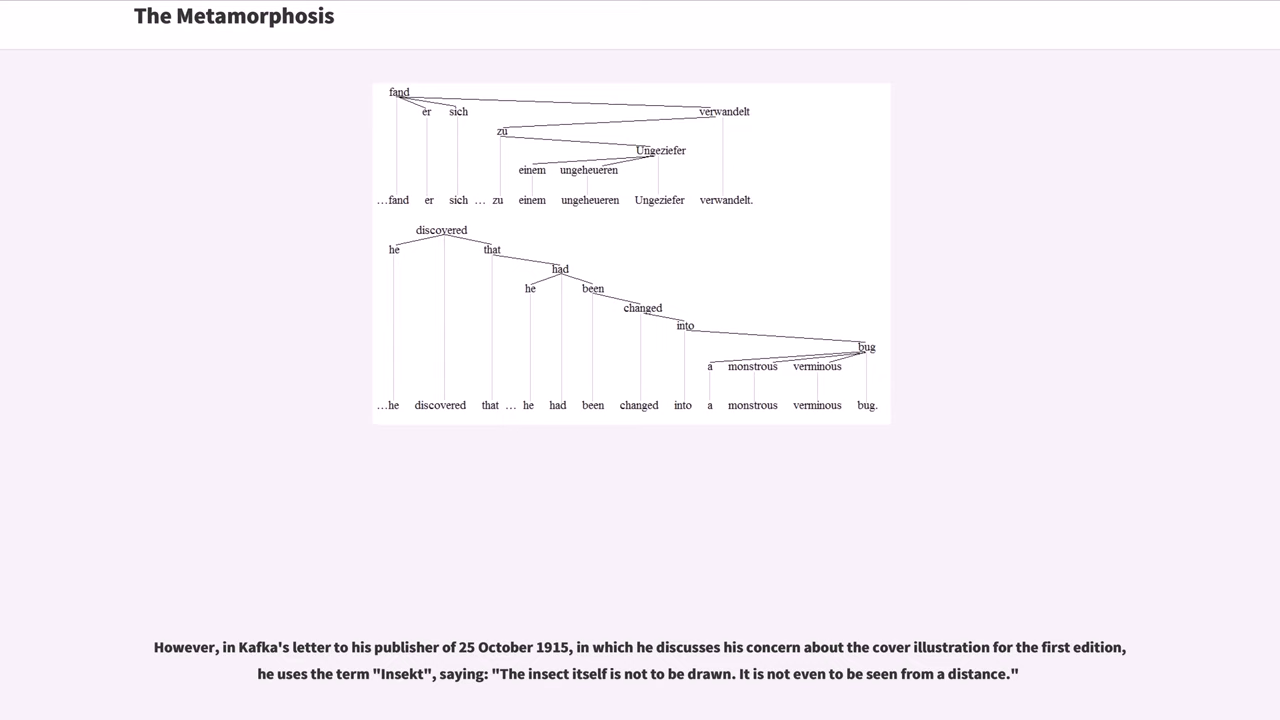 The Metamorphosis
fand
er sich verwandelt
zu
Ungeziefer
einem ungeheueren
…fand er sich … zu einem ungeheueren Ungeziefer verwandelt.
discovered
he that
had
he been
changed
into
bug
a monstrous verminous
…he discovered that … he had been changed into a monstrous verminous bug.
However, in Kafka's letter to his publisher of 25 October 1915, in which he discusses his concern about the cover illustration for the first edition,
he uses the term "Insekt", saying: "The insect itself is not to be drawn. It is not even to be seen from a distance."